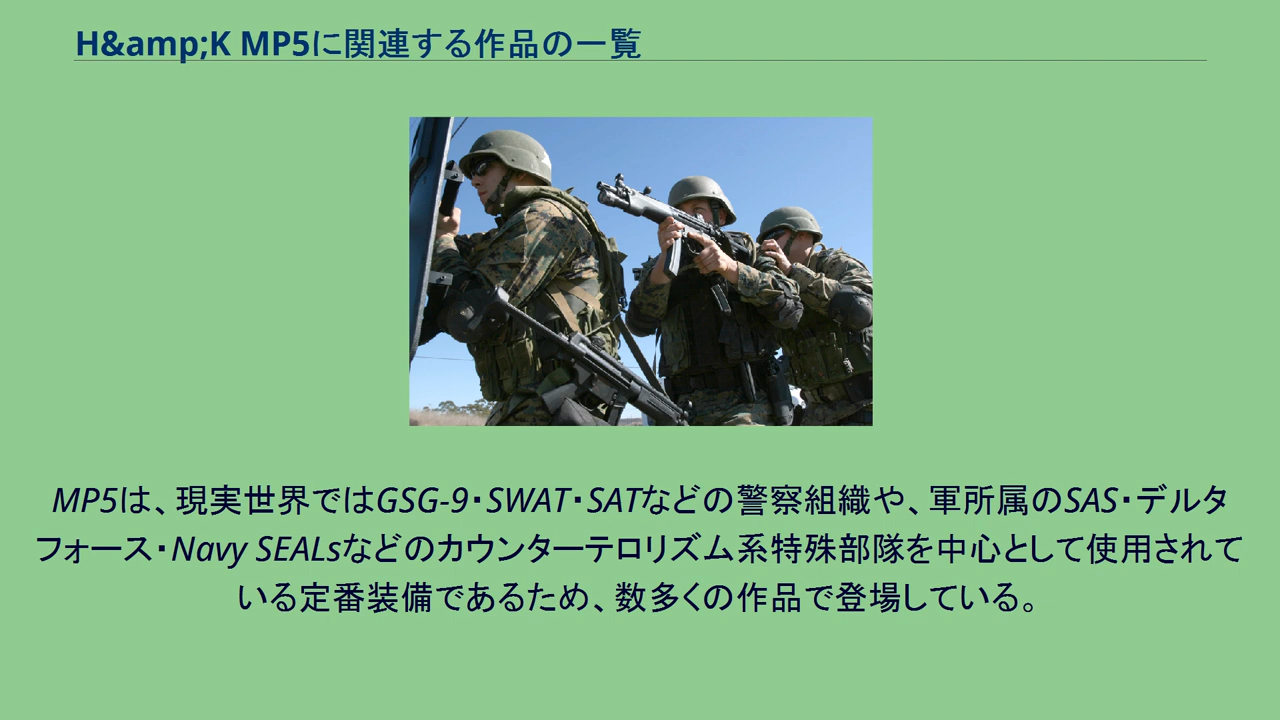 H&amp;K MP5に関連する作品の一覧
MP5は、現実世界ではGSG-9・SWAT・SATなどの警察組織や、軍所属のSAS・デルタ
フォース・Navy SEALsなどのカウンターテロリズム系特殊部隊を中心として使用されて
いる定番装備であるため、数多くの作品で登場している。